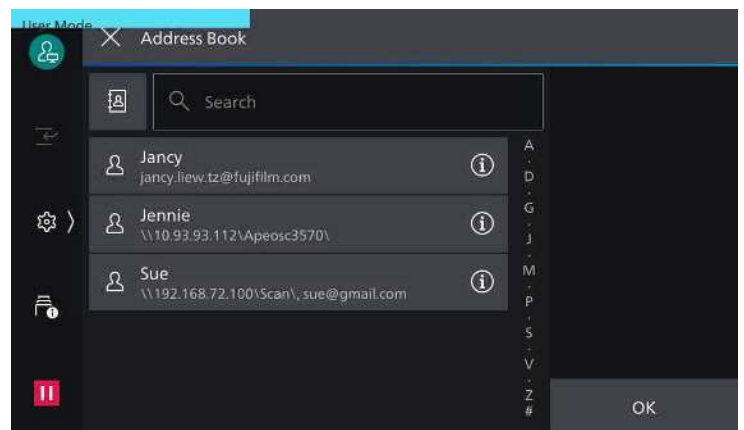 User Mode
Address Book
Search
Jancy
jancy.liew.tz@fujifilm.com
Jennie
\\10.93.93.112\Apeosc3570\
Sue
\\192.168.72.100\Scan\, sue@gmail.com
A
.
D
.
G
.
J
.
M
.
P
.
S
.
V
.
Z
#
OK